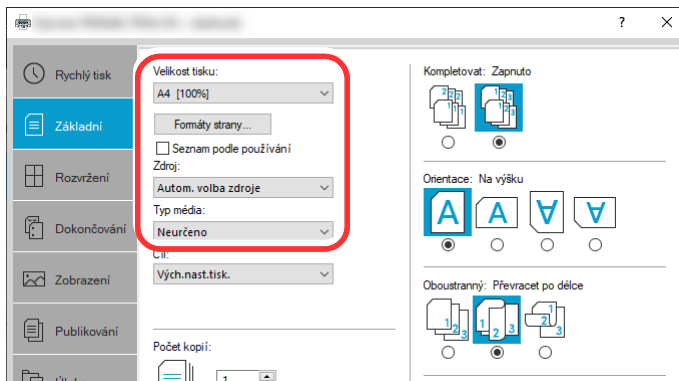 ? ×
Rychlý tisk
Základní
Rozvržení
Dokončování
Zobrazení
Publikování
Velikost tisku:
A4 [100%]
Formáty strany...
Seznam podle používání
Zdroj:
Autom. volba zdroje
Typ média:
Neurčeno
Cíl:
Vých.nast.tisk.
Počet kopií:
1
Kompletovat: Zapnuto
Orientace: Na výšku
Oboustranný: Převracet po délce